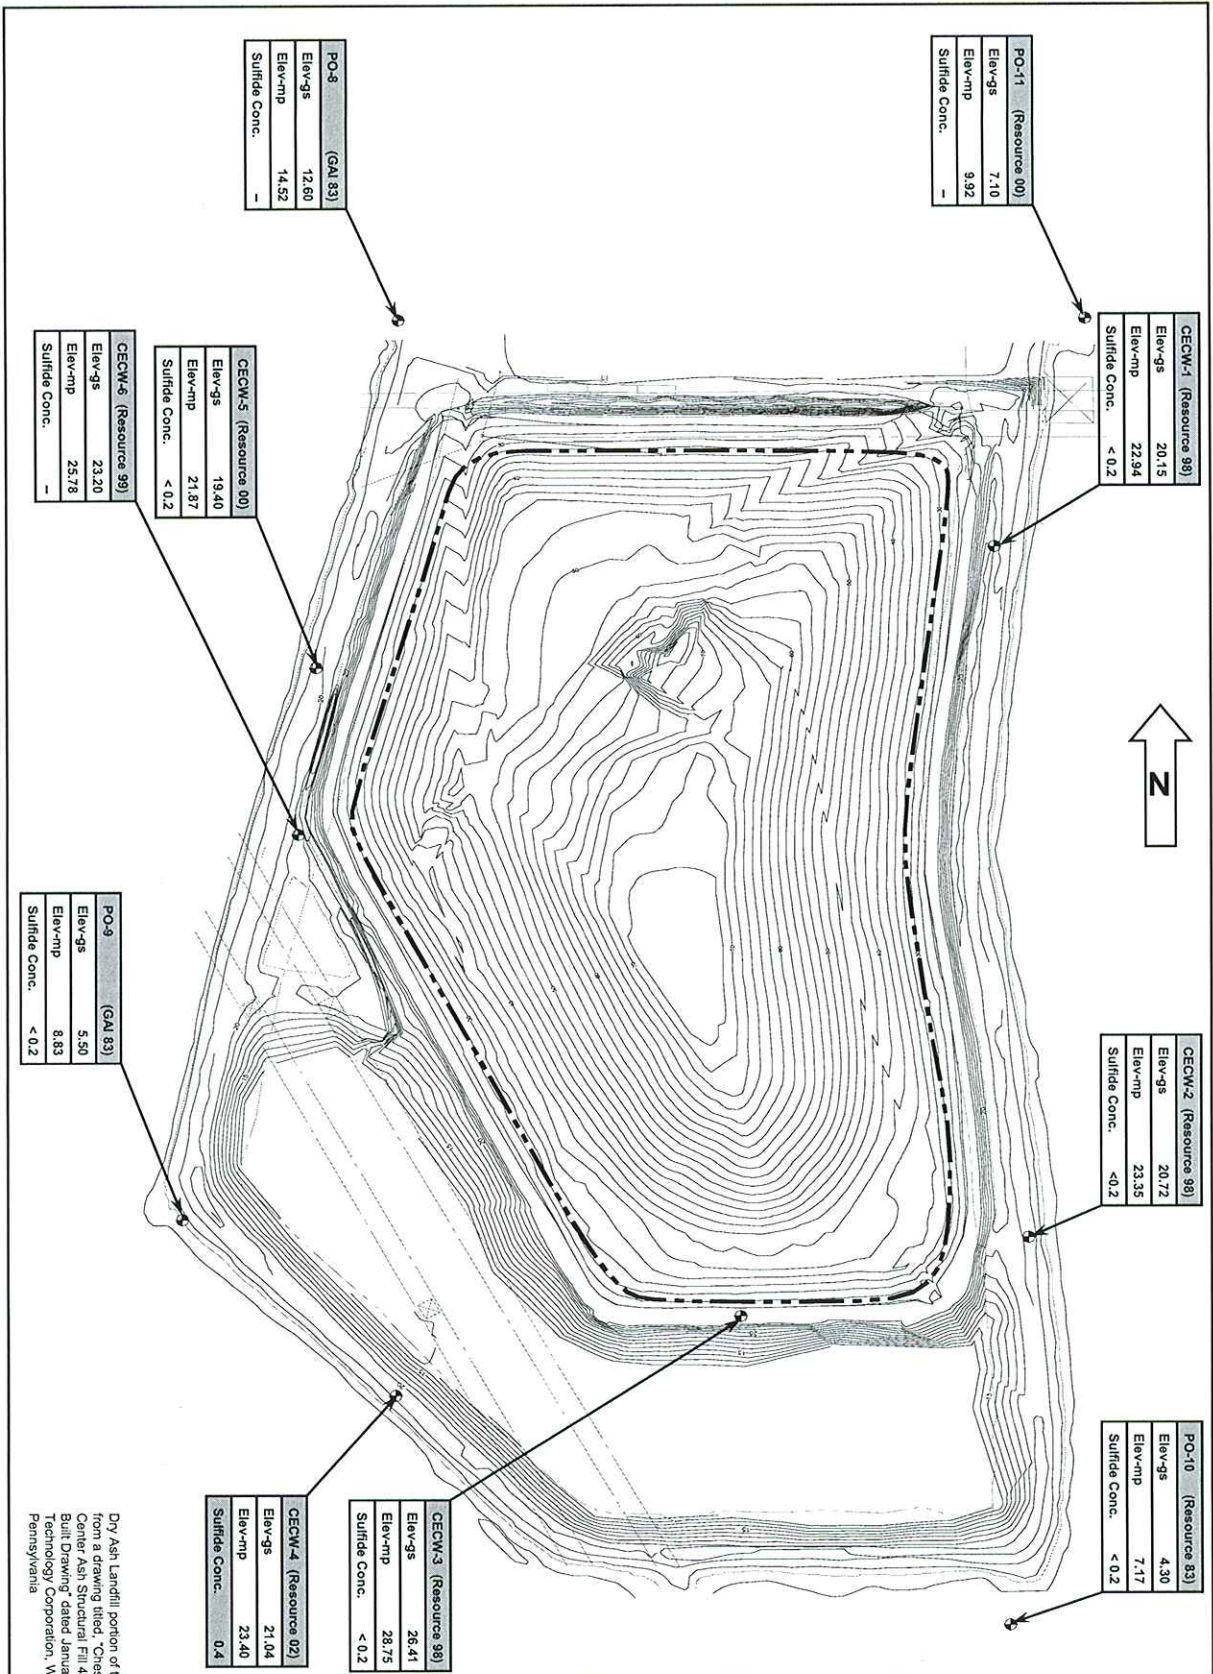 PO-11 (Resource 00)
Elev-gs 7.10
Elev-mp 9.92
Sulfide Conc. –
CECW-1 (Resource 98)
Elev-gs 20.15
Elev-mp 22.94
Sulfide Conc. < 0.2
N
CECW-2 (Resource 98)
Elev-gs 20.72
Elev-mp 23.35
Sulfide Conc. <0.2
PO-10 (Resource 83)
Elev-gs 4.30
Elev-mp 7.17
Sulfide Conc. < 0.2
PO-8 (GAI 83)
Elev-gs 12.60
Elev-mp 14.52
Sulfide Conc. –
CECW-5 (Resource 00)
Elev-gs 19.40
Elev-mp 21.87
Sulfide Conc. < 0.2
CECW-6 (Resource 99)
Elev-gs 23.20
Elev-mp 25.78
Sulfide Conc. –
PO-9 (GAI 83)
Elev-gs 5.50
Elev-mp 8.83
Sulfide Conc. < 0.2
CECW-3 (Resource 98)
Elev-gs 26.41
Elev-mp 28.75
Sulfide Conc. < 0.2
CECW-4 (Resource 02)
Elev-gs 21.04
Elev-mp 23.40
Sulfide Conc. 0.4
Dry Ash Landfill portion of t
from a drawing titled, "Ches
Center Ash Structural Fill 4
Built Drawing" dated Janua
Technology Corporation, W
Pennsylvania